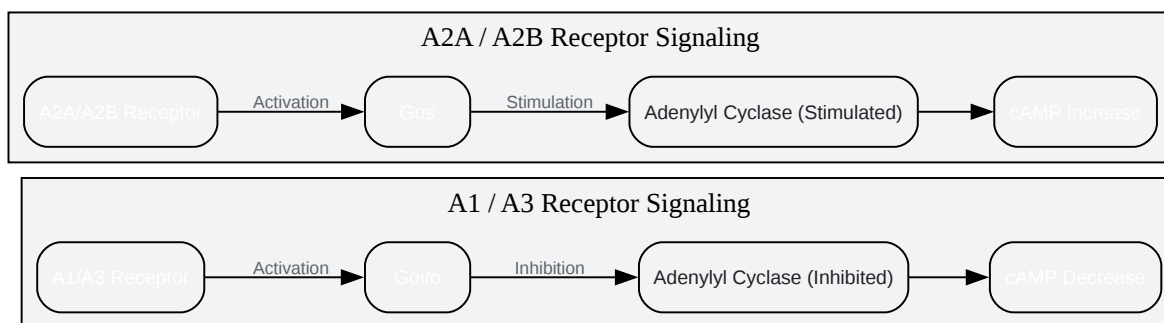 A2A / A2B Receptor Signaling
A2A/A2B Receptor
Activation
Gαs
Stimulation
Adenylyl Cyclase (Stimulated)
cAMP Increase
A1 / A3 Receptor Signaling
A1/A3 Receptor
Activation
Gαi/o
Inhibition
Adenylyl Cyclase (Inhibited)
cAMP Decrease